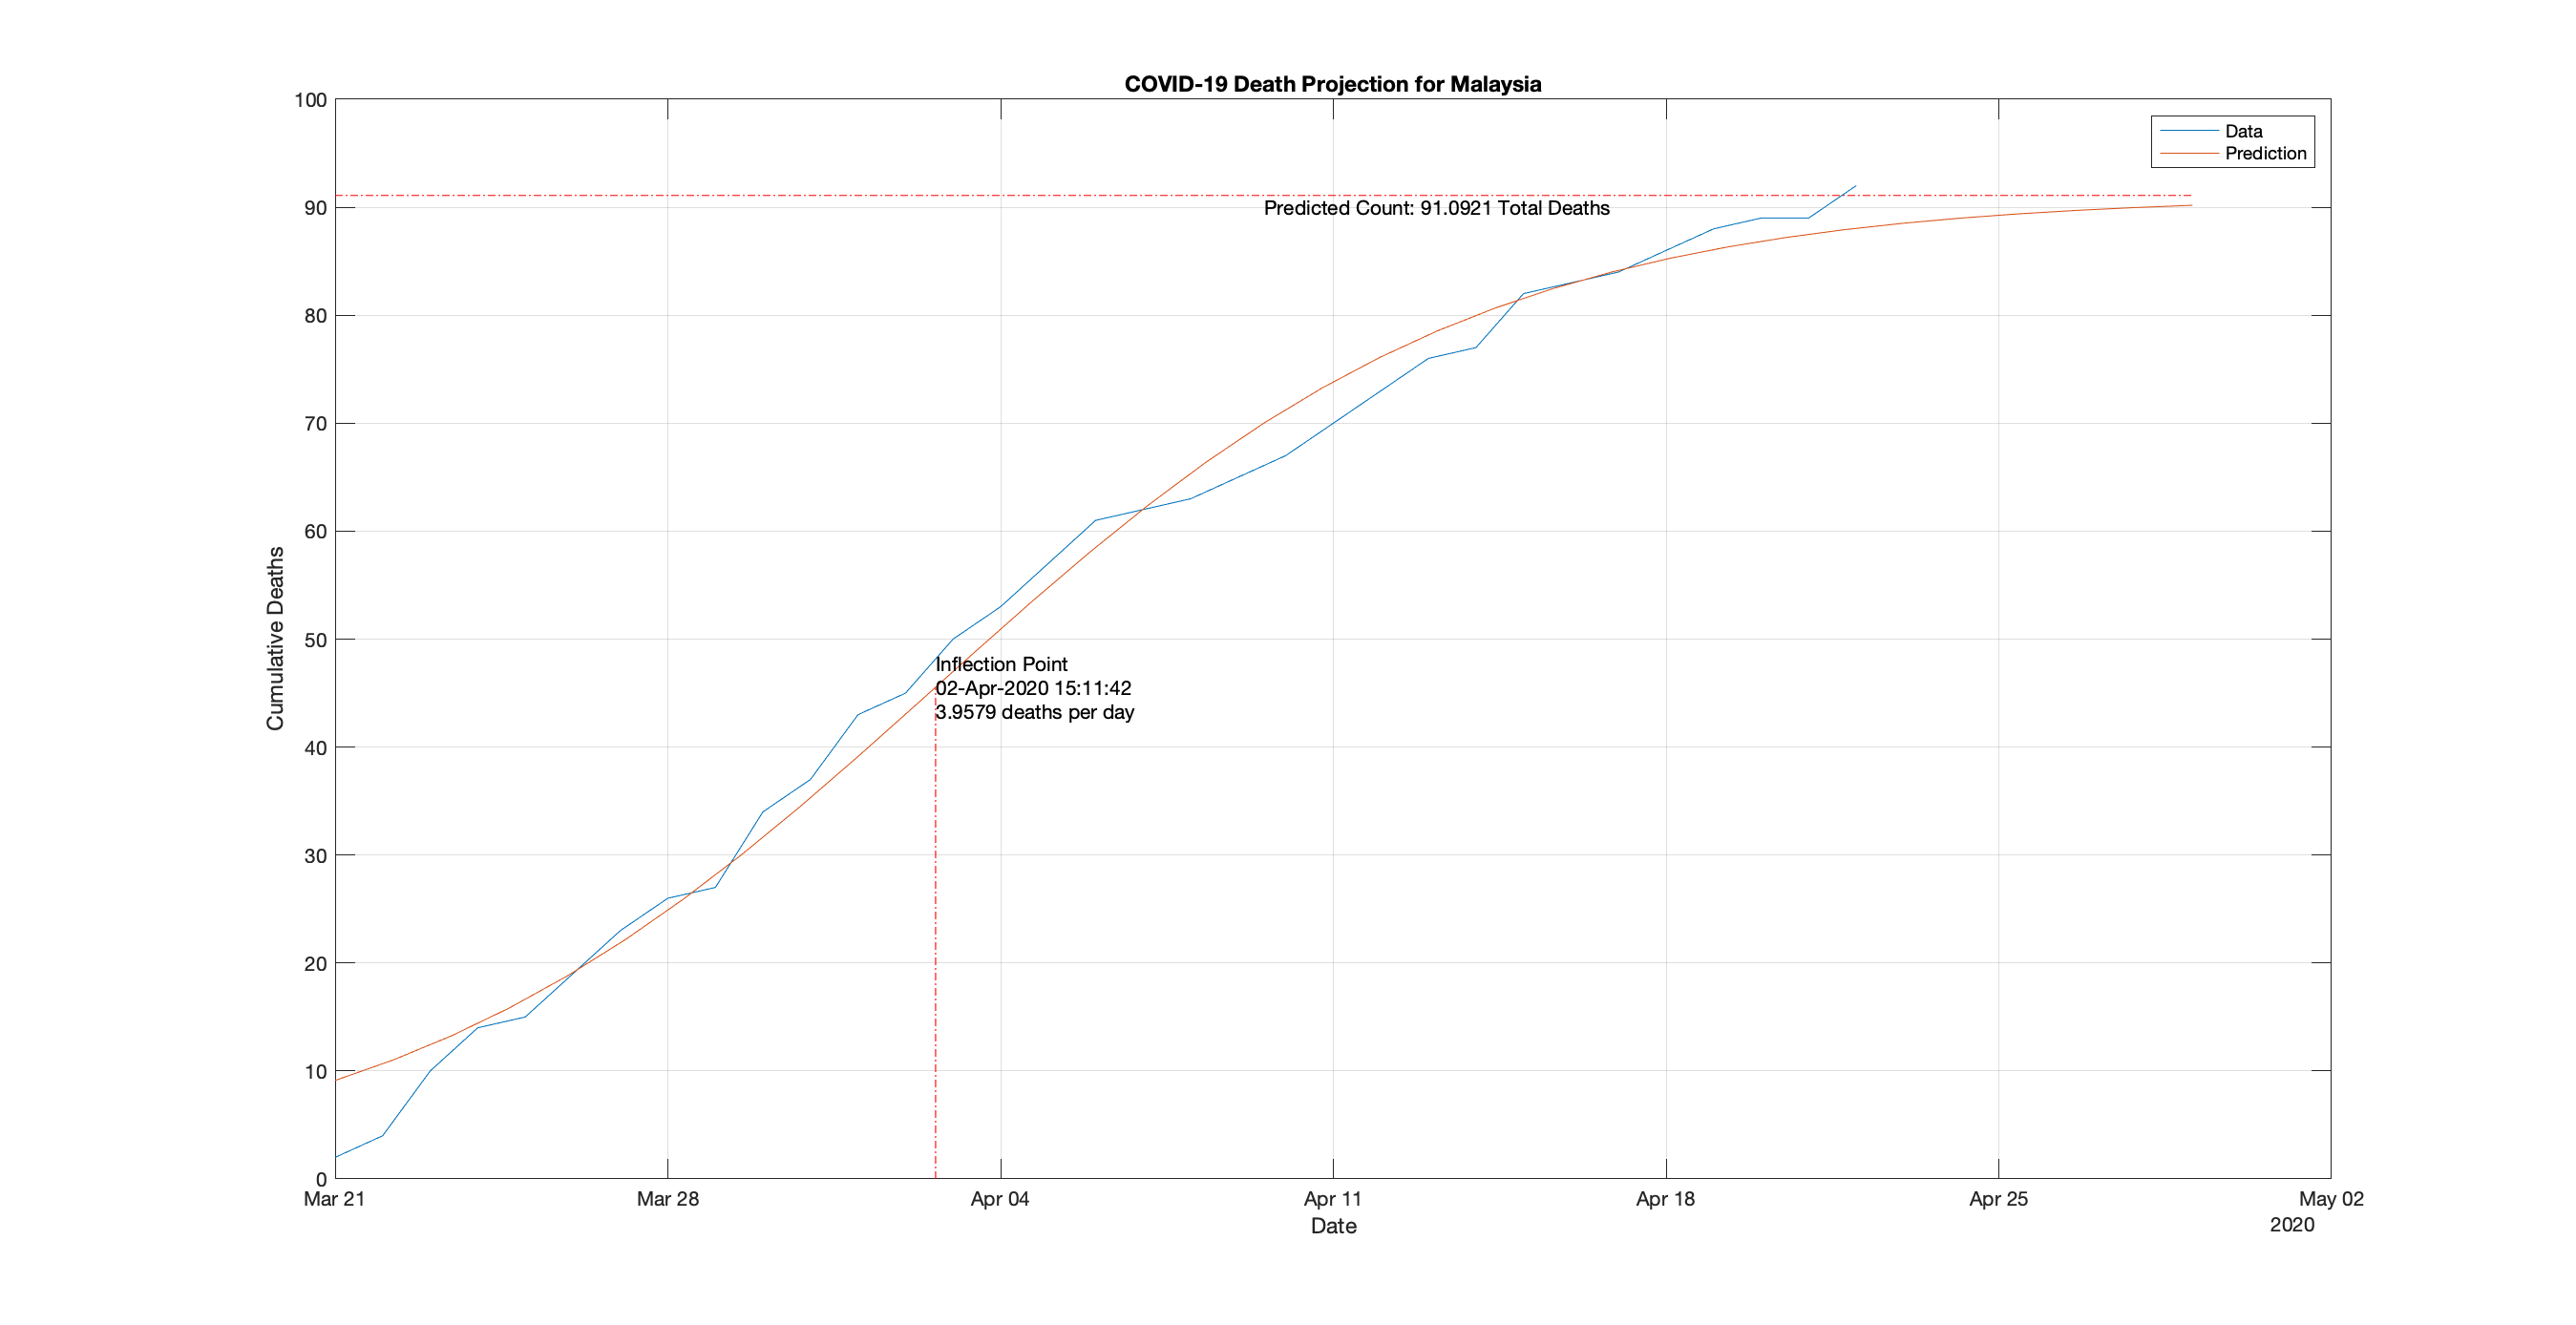 COVID-19 Death Projection for Malaysia
100
90
80
70
60
50
40
30
20
10
0
Cumulative Deaths
Data
Prediction
Predicted Count: 91.0921 Total Deaths
Inflection Point
02-Apr-2020 15:11:42
3.9579 deaths per day
Mar 21 Mar 28 Apr 04 Apr 11 Apr 18 Apr 25 May 02
Date
2020